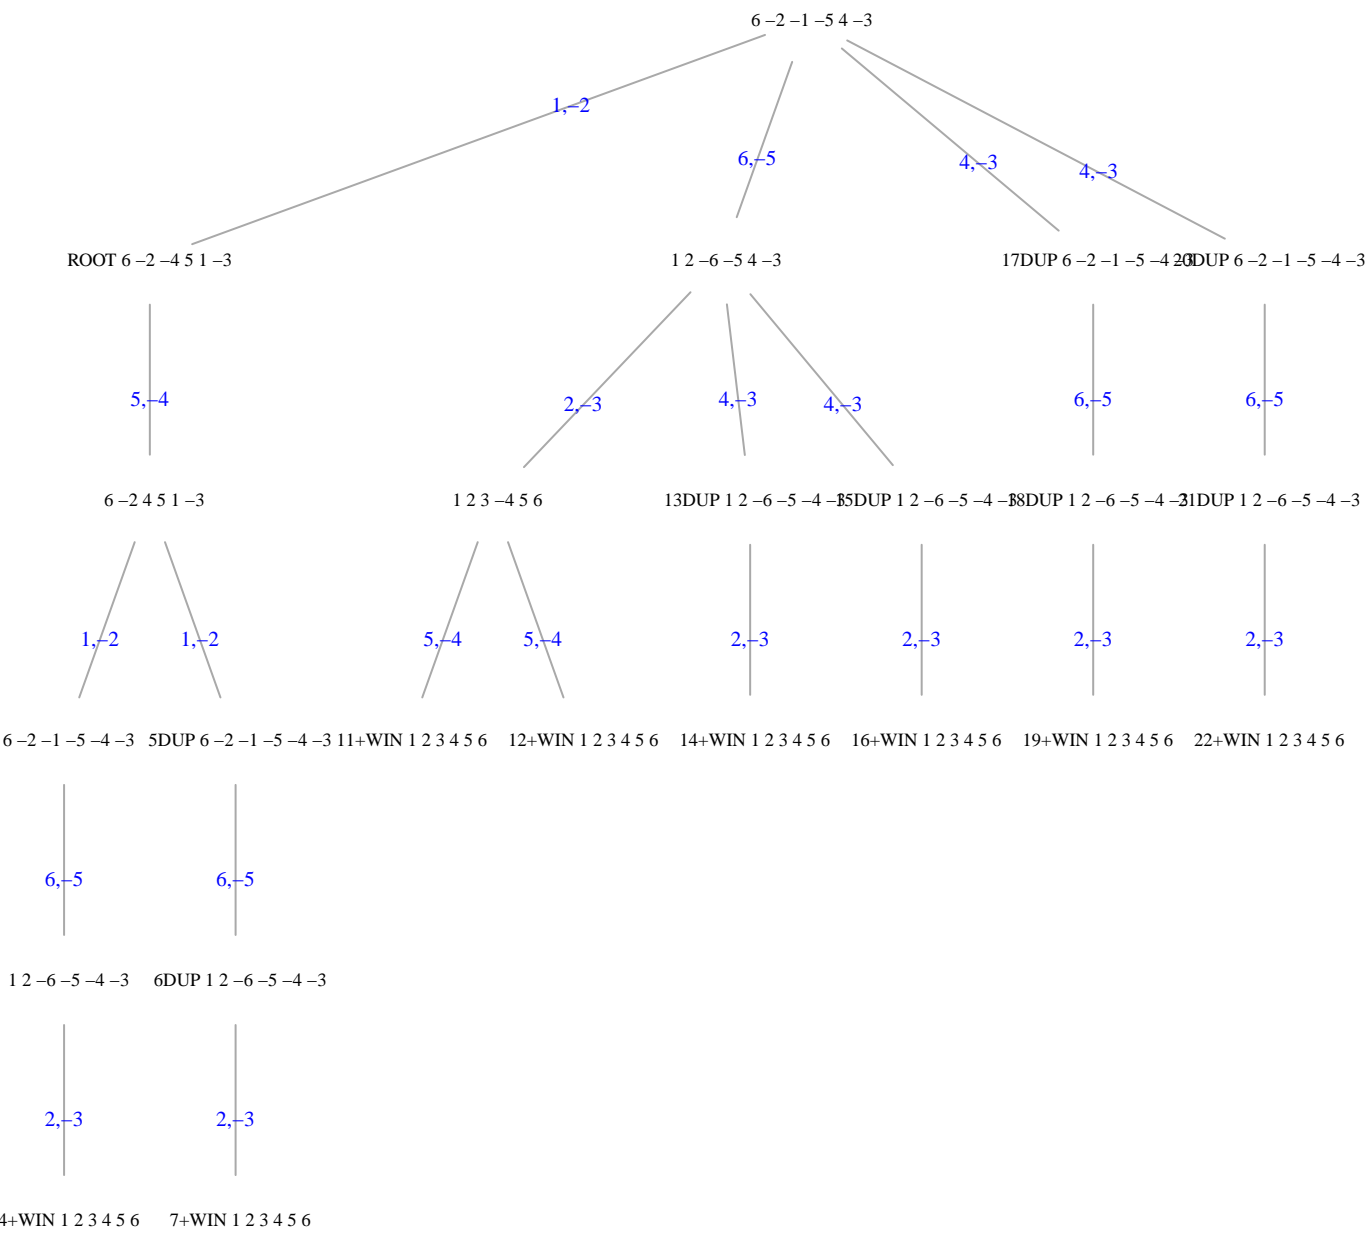 6 –2 –1 –5 4 –3
1,–2
6,–5
4,–3
4,–3
ROOT 6 –2 –4 5 1 –3
1 2 –6 –5 4 –3
17DUP 6 –2 –1 –5 –4
20DUP 6 –2 –1 –5 –4 –3
5,–4
2,–3
4,–3
4,–3
6,–5
6,–5
6 –2 4 5 1 –3
1 2 3 –4 5 6
13DUP 1 2 –6 –5 –4 –3
15DUP 1 2 –6 –5 –4 –3
18DUP 1 2 –6 –5 –4 –3
21DUP 1 2 –6 –5 –4 –3
1,–2
1,–2
5,–4
5,–4
2,–3
2,–3
2,–3
2,–3
6 –2 –1 –5 –4 –3
5DUP 6 –2 –1 –5 –4 –3
11+WIN 1 2 3 4 5 6
12+WIN 1 2 3 4 5 6
14+WIN 1 2 3 4 5 6
16+WIN 1 2 3 4 5 6
19+WIN 1 2 3 4 5 6
22+WIN 1 2 3 4 5 6
6,–5
6,–5
1 2 –6 –5 –4 –3
6DUP 1 2 –6 –5 –4 –3
2,–3
2,–3
4+WIN 1 2 3 4 5 6
7+WIN 1 2 3 4 5 6